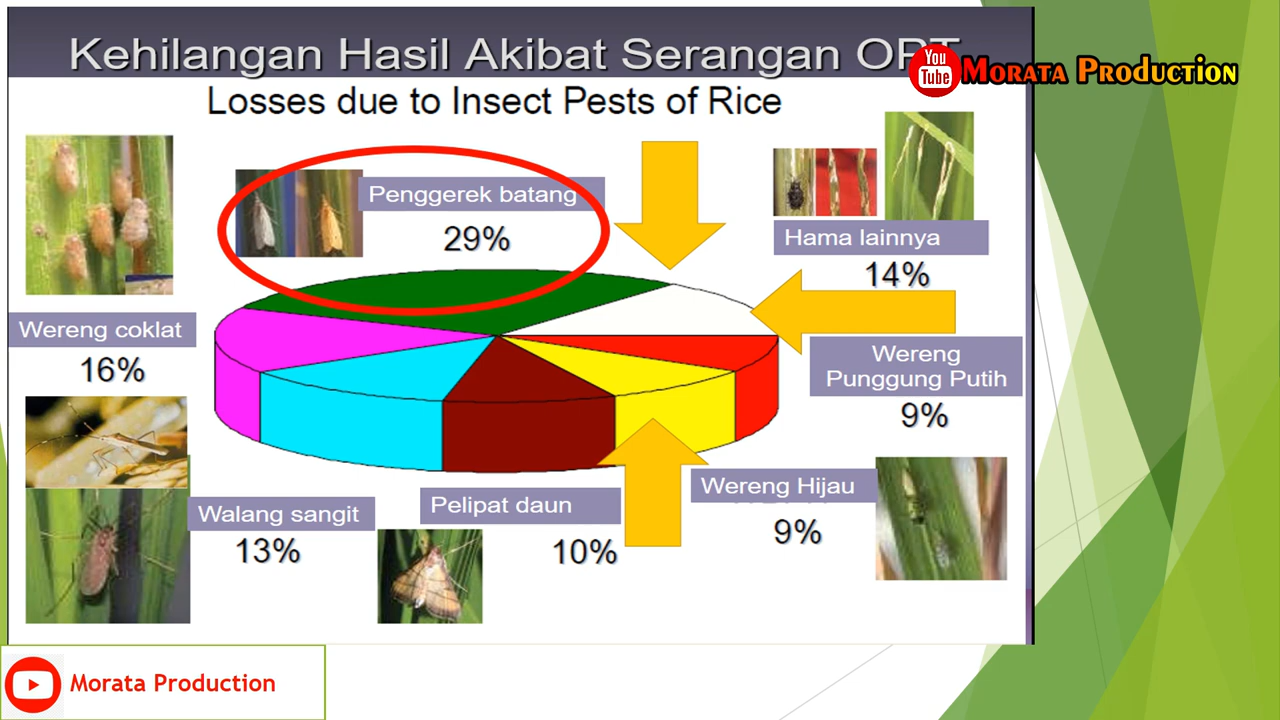 Kehilangan Hasil Akibat Serangan OPT
Morata Production
You
Tube
Losses due to Insect Pests of Rice
Penggerek batang
29%
Hama lainnya
14%
Wereng coklat
16%
Wereng
Punggung Putih
9%
Wereng Hijau
9%
Pelipat daun
10%
Walang sangit
13%
Morata Production